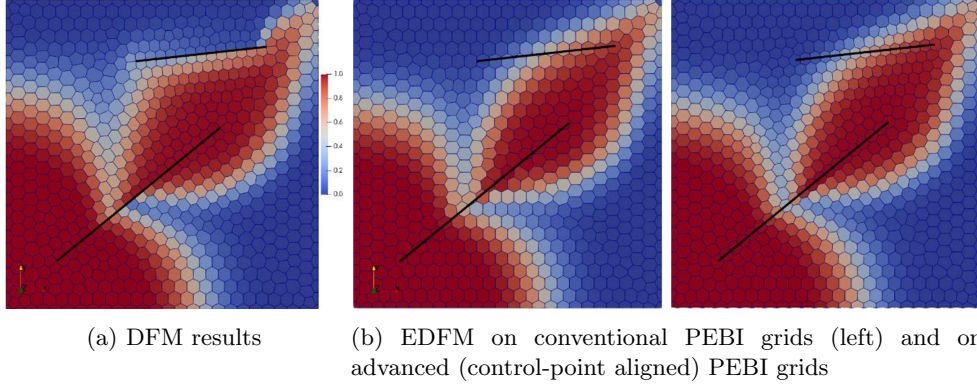 1.0
0.8
0.6
0.4
0.2
0.0
(a) DFM results
(b) EDFM on conventional PEBI grids (left) and on
advanced (control-point aligned) PEBI grids